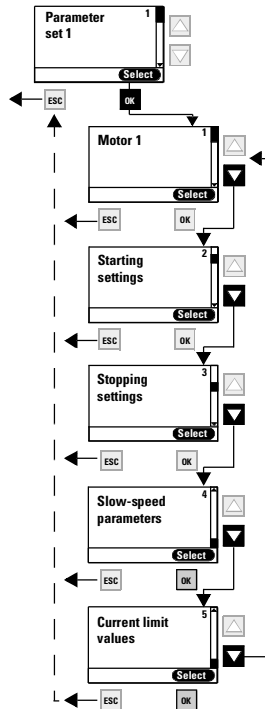 Parameter 1
set 1
Select
ESC OK
Motor 1 1
Select
ESC OK
Starting 2
settings
Select
ESC OK
Stopping 3
settings
Select
ESC OK
Slow-speed 4
parameters
Select
ESC OK
Current limit 5
values
Select
ESC OK